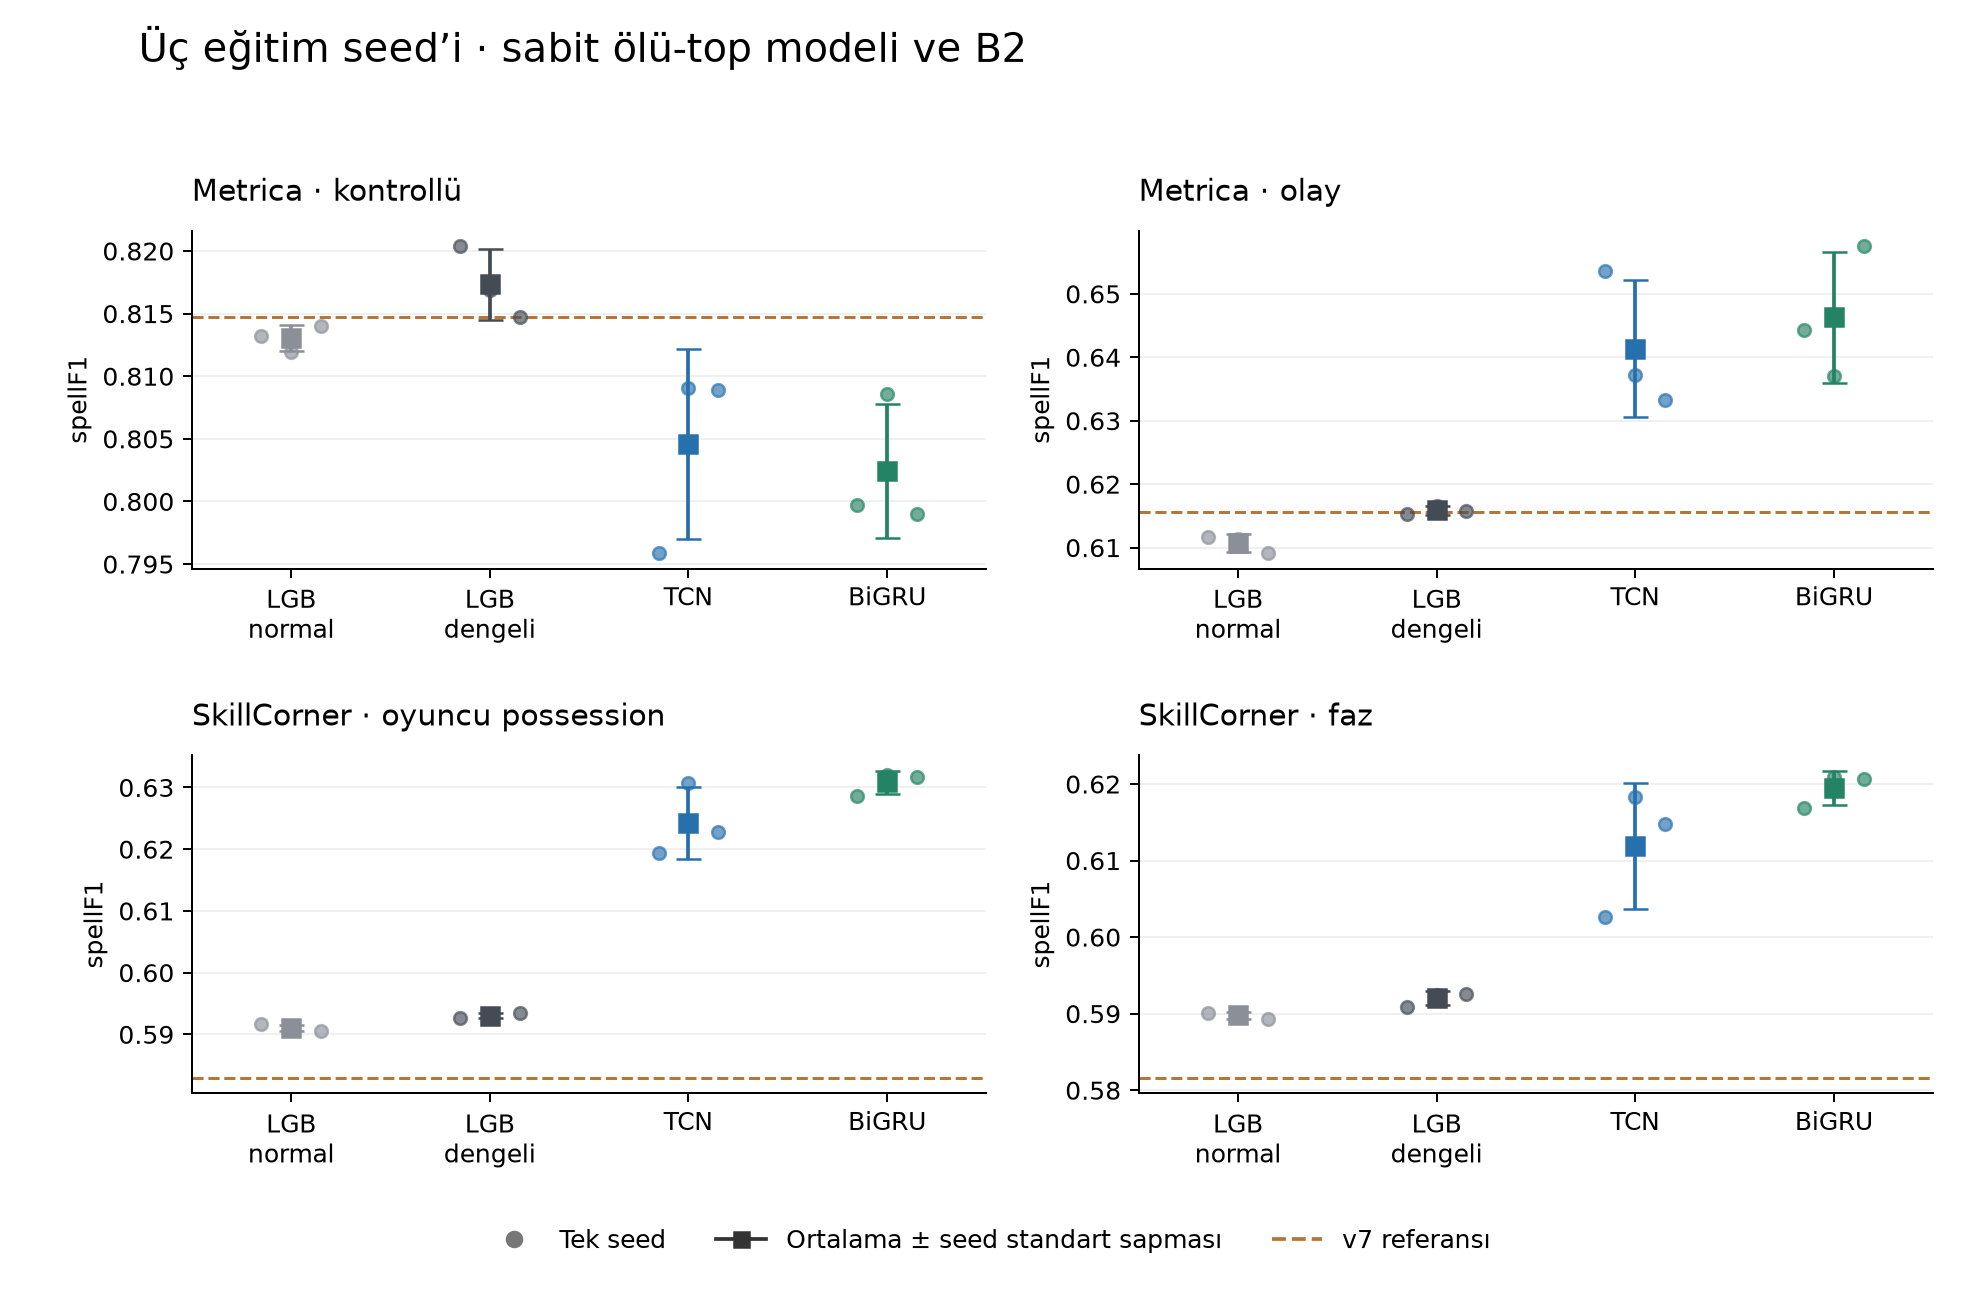 Üç eğitim seed’i · sabit ölü-top modeli ve B2
Metrica · kontrollü
spellF1
0.820
0.815
0.810
0.805
0.800
0.795
LGB
normal
LGB
dengeli
TCN
BiGRU
Metrica · olay
spellF1
0.65
0.64
0.63
0.62
0.61
LGB
normal
LGB
dengeli
TCN
BiGRU
SkillCorner · oyuncu possession
spellF1
0.63
0.62
0.61
0.60
0.59
LGB
normal
LGB
dengeli
TCN
BiGRU
SkillCorner · faz
spellF1
0.62
0.61
0.60
0.59
0.58
LGB
normal
LGB
dengeli
TCN
BiGRU
Tek seed
Ortalama ± seed standart sapması
v7 referansı